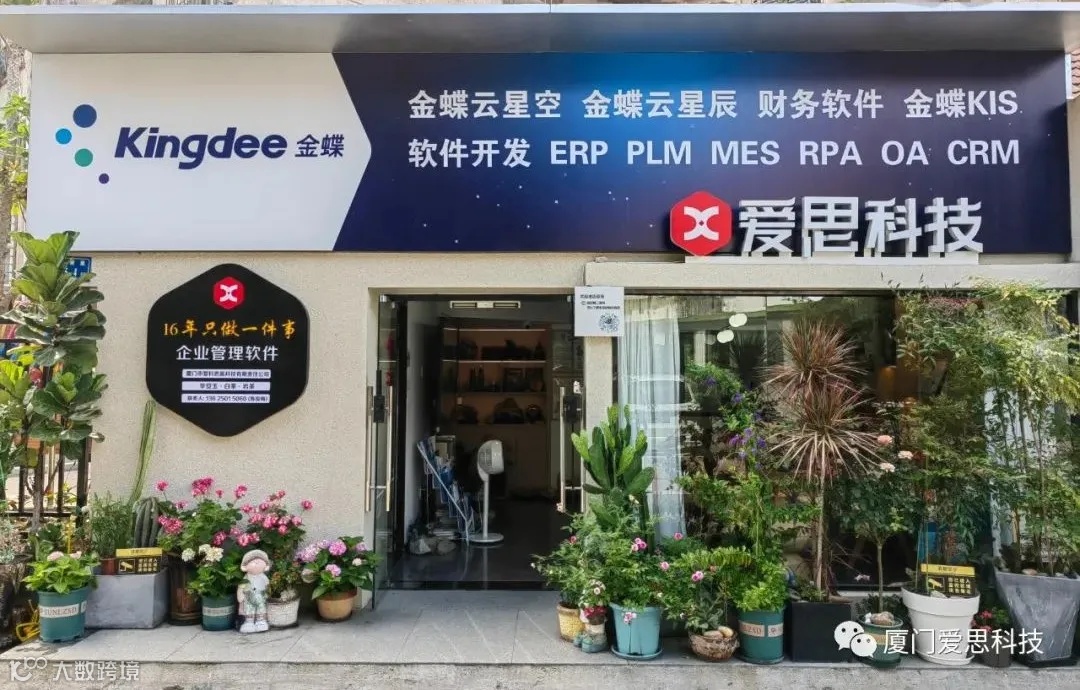 Kingdee 金蝶
金蝶云星空 金蝶云星辰 财务软件 金蝶KIS
软件开发 ERP PLM MES RPA OA CRM
爱思科技
16年只做一件事
企业管理软件
厦门爱思科技
大数跨境